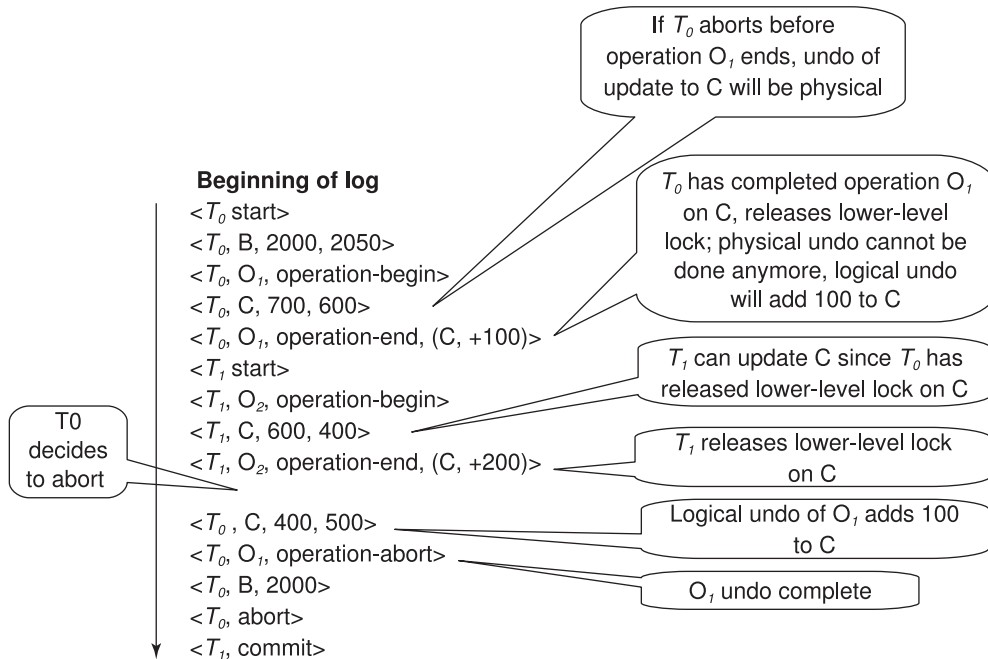 If T0 aborts before
operation O1 ends, undo of
update to C will be physical
Beginning of log
<T0 start>
<T0, B, 2000, 2050>
<T0, O1, operation-begin>
<T0, C, 700, 600>
<T0, O1, operation-end, (C, +100)>
<T1 start>
<T1, O2, operation-begin>
<T1, C, 600, 400>
<T1, O2, operation-end, (C, +200)>
<T0 , C, 400, 500>
<T0, O1, operation-abort>
<T0, B, 2000>
<T0, abort>
<T1, commit>
T0 has completed operation O1
on C, releases lower-level
lock; physical undo cannot be
done anymore, logical undo
will add 100 to C
T1 can update C since T0 has
released lower-level lock on C
T1 releases lower-level lock
on C
Logical undo of O1 adds 100
to C
O1 undo complete
T0
decides
to abort